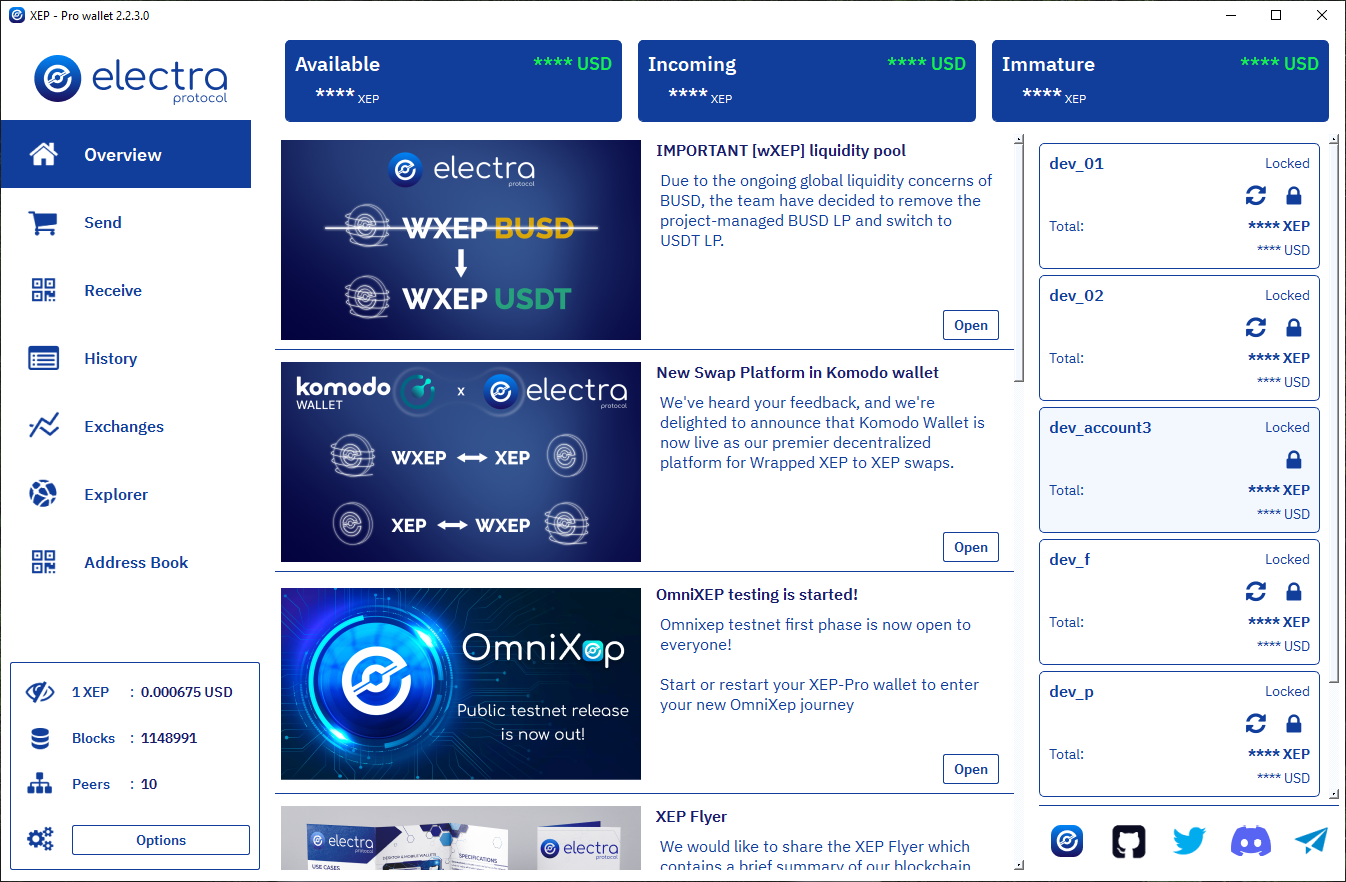 XEP - Pro wallet 2.2.3.0
electra
protocol
Overview
Send
Receive
History
Exchanges
Explorer
Address Book
1 XEP : 0.000675 USD
Blocks : 1148991
Peers : 10
Options
Available **** USD
**** XEP
Incoming **** USD
**** XEP
Immature **** USD
**** XEP
electra
protocol
WXEP BUSD
WXEP USDT
IMPORTANT [wXEP] liquidity pool
Due to the ongoing global liquidity concerns of
BUSD, the team have decided to remove the
project-managed BUSD LP and switch to
USDT LP.
Open
komodo
WALLET
x
electra
protocol
WXEP XEP
XEP WXEP
New Swap Platform in Komodo wallet
We've heard your feedback, and we're
delighted to announce that Komodo Wallet is
now live as our premier decentralized
platform for Wrapped XEP to XEP swaps.
Open
OmniXep
Public testnet release
is now out!
OmniXEP testing is started!
Omnixep testnet first phase is now open to
everyone!
Start or restart your XEP-Pro wallet to enter
your new OmniXep journey
Open
electra
USE CASES
DESKTOP & MOBILE WALLETS
SPECIFICATIONS
electra
protocol
XEP Flyer
We would like to share the XEP Flyer which
contains a brief summary of our blockchain
dev_01 Locked
Total: **** XEP
**** USD
dev_02 Locked
Total: **** XEP
**** USD
dev_account3 Locked
Total: **** XEP
**** USD
dev_f Locked
Total: **** XEP
**** USD
dev_p Locked
Total: **** XEP
**** USD